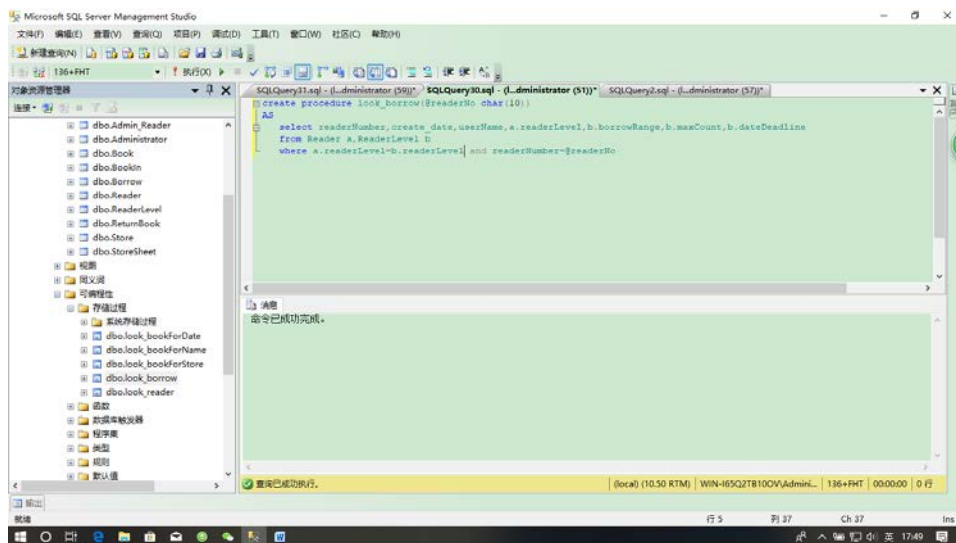 Microsoft SQL Server Management Studio
文件(F) 编辑(E) 查看(V) 查询(Q) 项目(P) 调试(D) 工具(T) 窗口(W) 社区(C) 帮助(H)
新建查询(N)
136+FHT 执行(X)
对象资源管理器
连接
dbo.Admin_Reader
dbo.Administrator
dbo.Book
dbo.BookIn
dbo.Borrow
dbo.Reader
dbo.ReaderLevel
dbo.ReturnBook
dbo.Store
dbo.StoreSheet
视图
同义词
可编程性
存储过程
系统存储过程
dbo.look_bookForDate
dbo.look_bookForName
dbo.look_bookForStore
dbo.look_borrow
dbo.look_reader
函数
数据库触发器
程序集
类型
规则
默认值
SQLQuery31.sql - (l...dministrator (59))* SQLQuery30.sql - (l...dministrator (51))* SQLQuery2.sql - (l...dministrator (57))*
create procedure look_borrow(@readerNo char(10))
AS
select readerNumber,create_date,userName,a.readerLevel,b.borrowRange,b.maxCount,b.dateDeadline
from Reader a,ReaderLevel b
where a.readerLevel=b.readerLevel and readerNumber=@readerNo
消息
命令已成功完成。
查询已成功执行。 (local) (10.50 RTM) WIN-I65Q2TB10OV\Admini... 136+FHT 00:00:00 0 行
输出
就绪 行 5 列 37 Ch 37 Ins
英 17:49